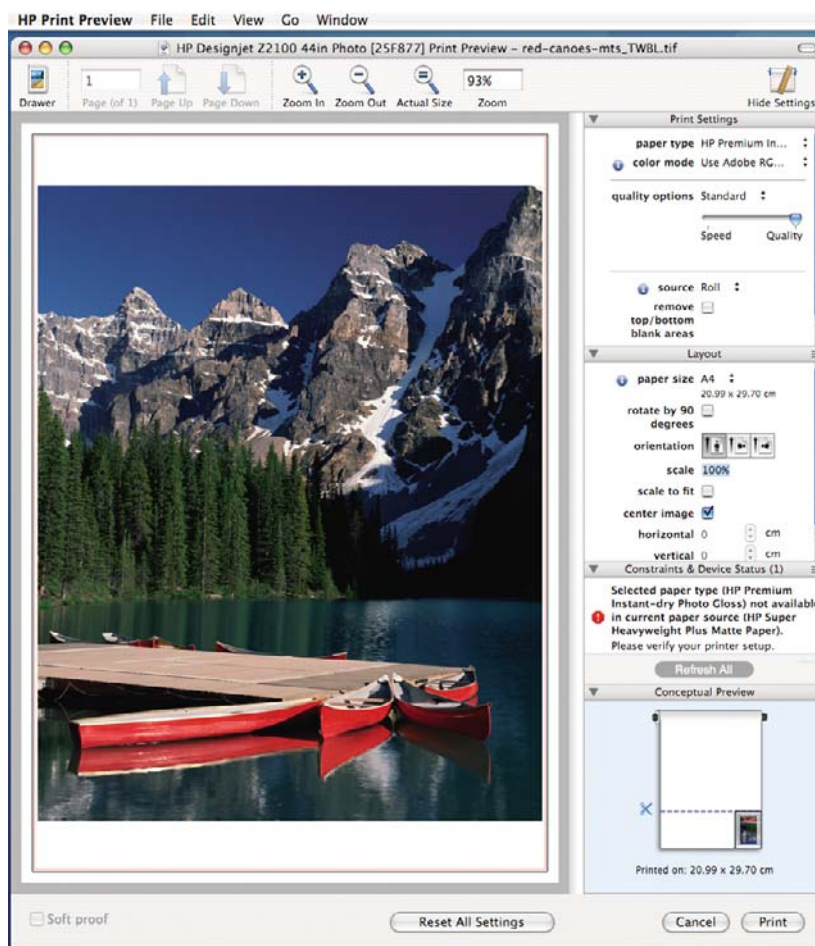 HP Print Preview File Edit View Go Window
HP Designjet Z2100 44in Photo [25F877] Print Preview – red-canoes-mts_TWBL.tif
1
93%
Drawer Page (of 1) Page Up Page Down Zoom In Zoom Out Actual Size Zoom Hide Settings
Print Settings
paper type HP Premium In...
color mode Use Adobe RG...
quality options Standard
Speed Quality
source Roll
remove
top/bottom
blank areas
Layout
paper size A4
20.99 x 29.70 cm
rotate by 90
degrees
orientation
scale 100%
scale to fit
center image
horizontal 0 cm
vertical 0 cm
Constraints & Device Status (1)
Selected paper type (HP Premium
Instant-dry Photo Gloss) not available
in current paper source (HP Super
Heavyweight Plus Matte Paper).
Please verify your printer setup.
Refresh All
Conceptual Preview
Printed on: 20.99 x 29.70 cm
Soft proof Reset All Settings Cancel Print